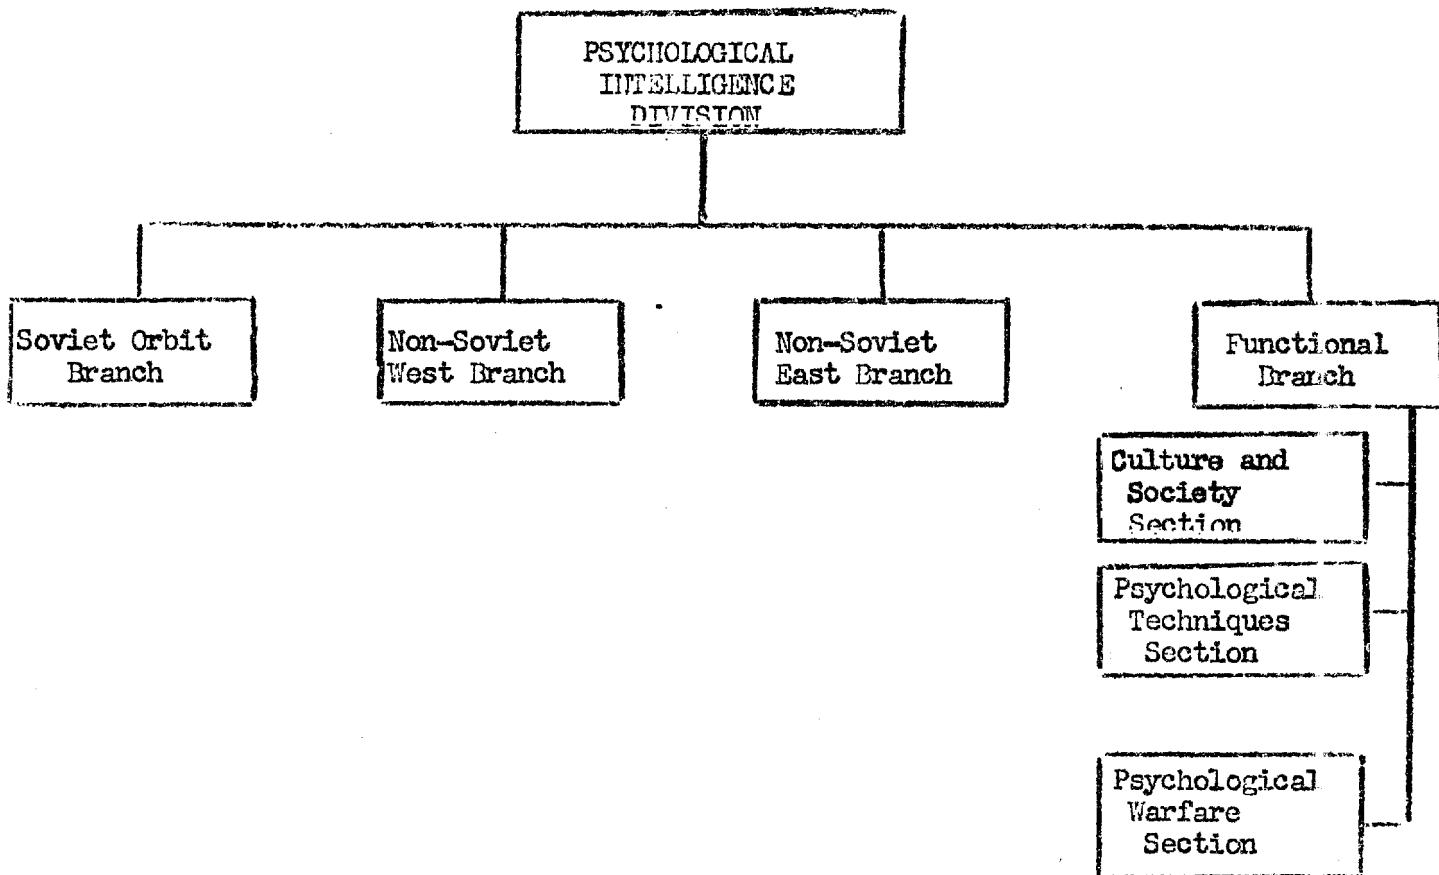 PSYCHOLOGICAL
INTELLIGENCE
DIVISION
Soviet Orbit
Branch
Non-Soviet
West Branch
Non-Soviet
East Branch
Functional
Branch
Culture and
Society
Section
Psychological
Techniques
Section
Psychological
Warfare
Section